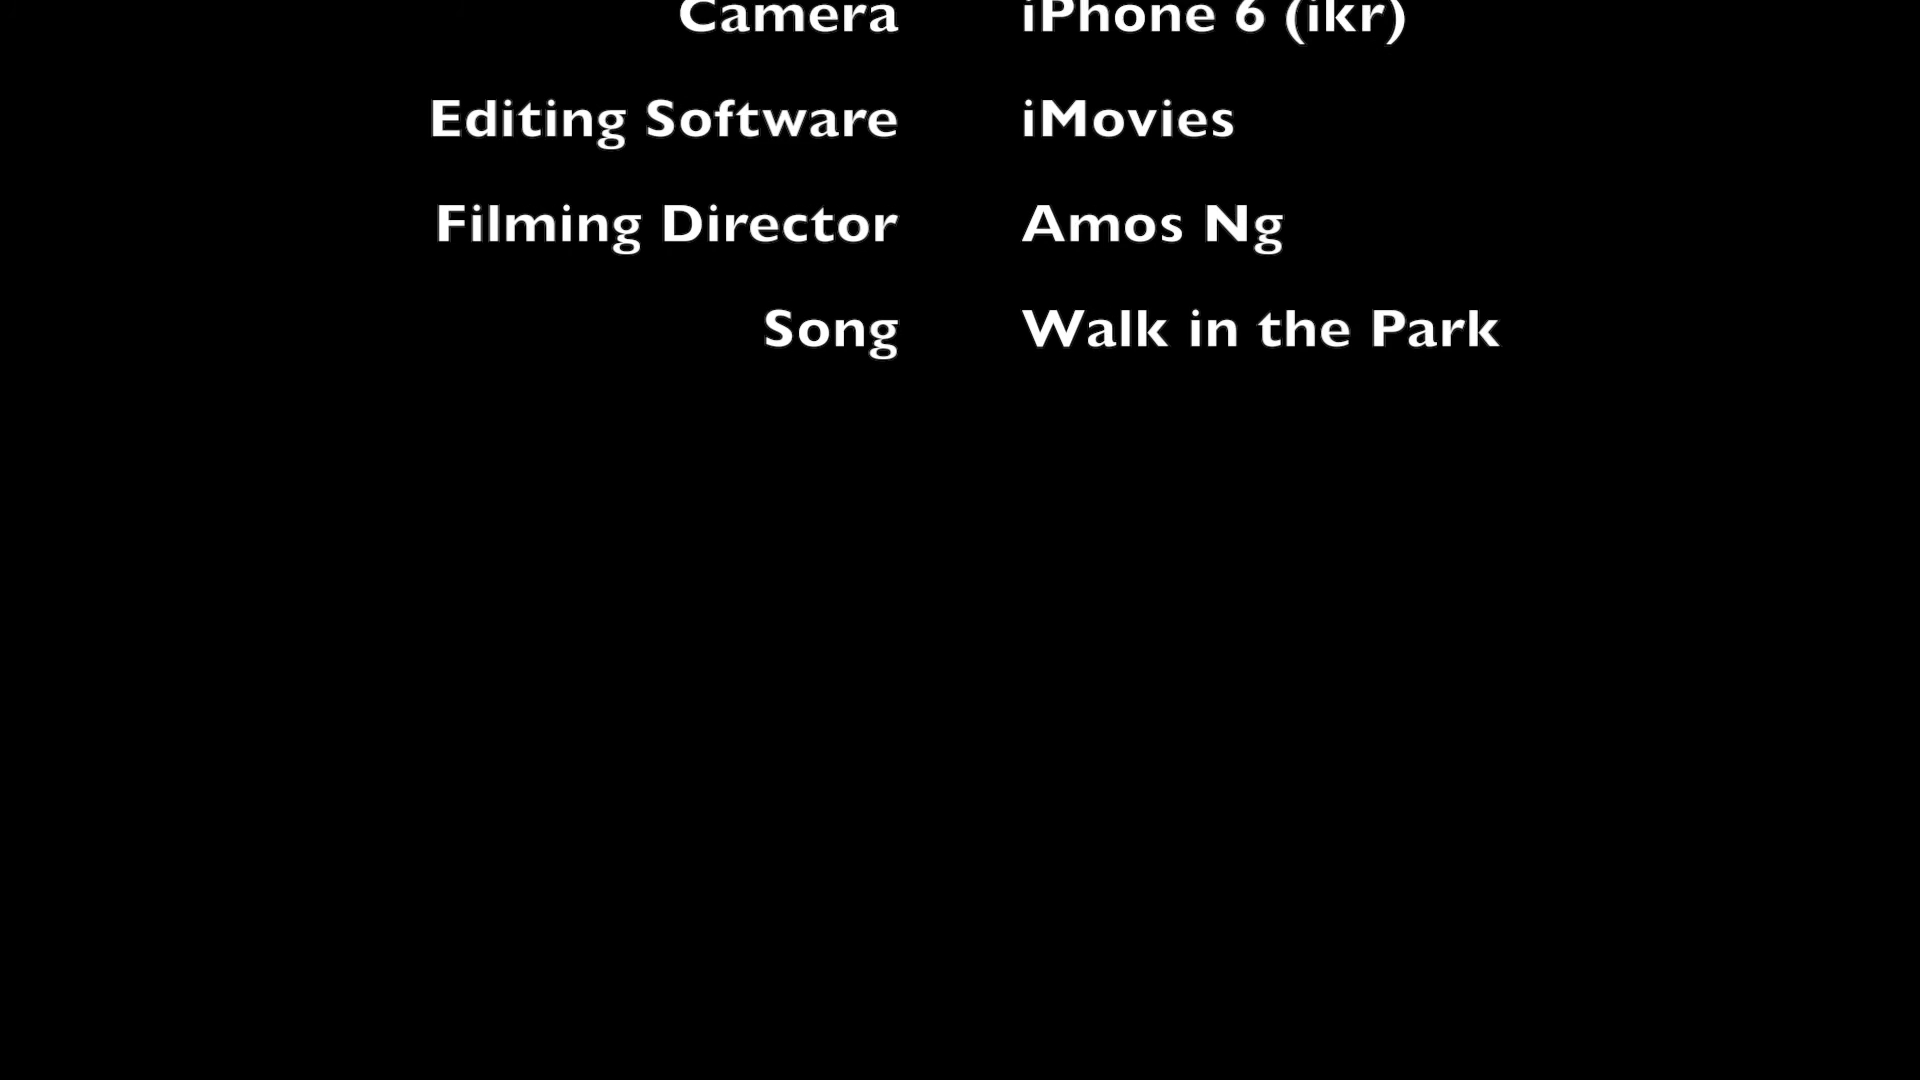 Camera iPhone 6 (ikr)
Editing Software iMovies
Filming Director Amos Ng
Song Walk in the Park